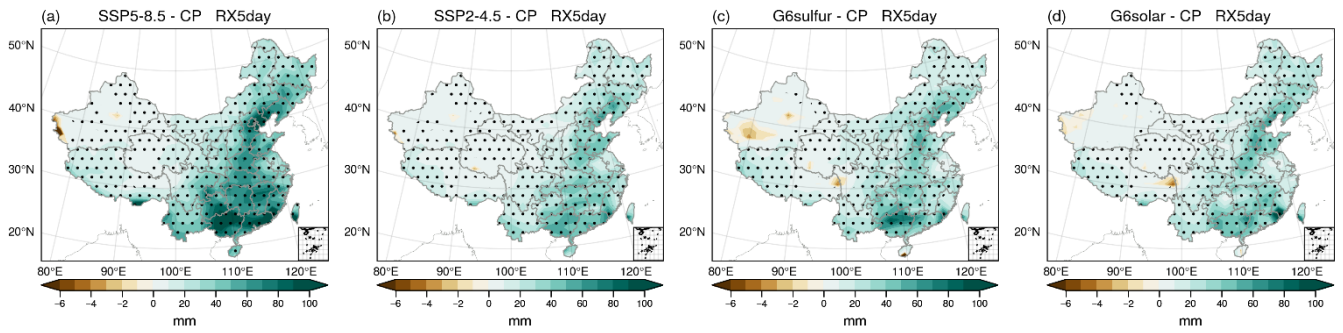 (a) SSP5-8.5 - CP RX5day
50°N
40°N
30°N
20°N
80°E 90°E 100°E 110°E 120°E
−6 −4 −2 0 20 40 60 80 100
mm
(b) SSP2-4.5 - CP RX5day
50°N
40°N
30°N
20°N
80°E 90°E 100°E 110°E 120°E
−6 −4 −2 0 20 40 60 80 100
mm
(c) G6sulfur - CP RX5day
50°N
40°N
30°N
20°N
80°E 90°E 100°E 110°E 120°E
−6 −4 −2 0 20 40 60 80 100
mm
(d) G6solar - CP RX5day
50°N
40°N
30°N
20°N
80°E 90°E 100°E 110°E 120°E
−6 −4 −2 0 20 40 60 80 100
mm